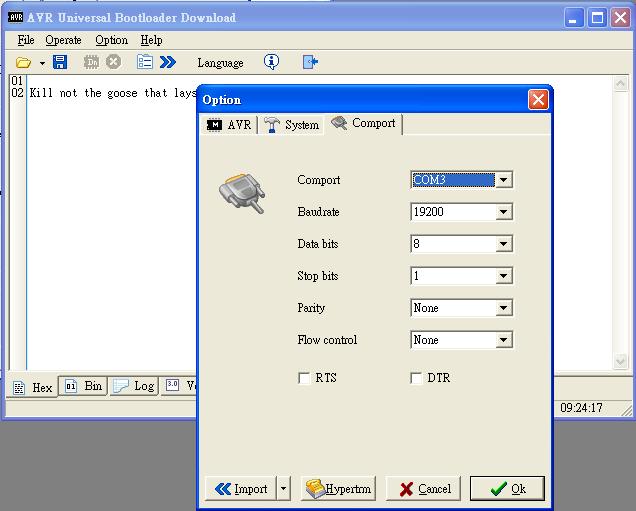 AVR Universal Bootloader Download
File Operate Option Help
Language
01
02 Kill not the goose that lays
Option
AVR System Comport
Comport COM3
Baudrate 19200
Data bits 8
Stop bits 1
Parity None
Flow control None
RTS DTR
Hex Bin Log
09:24:17
Import Hypertrm Cancel Ok